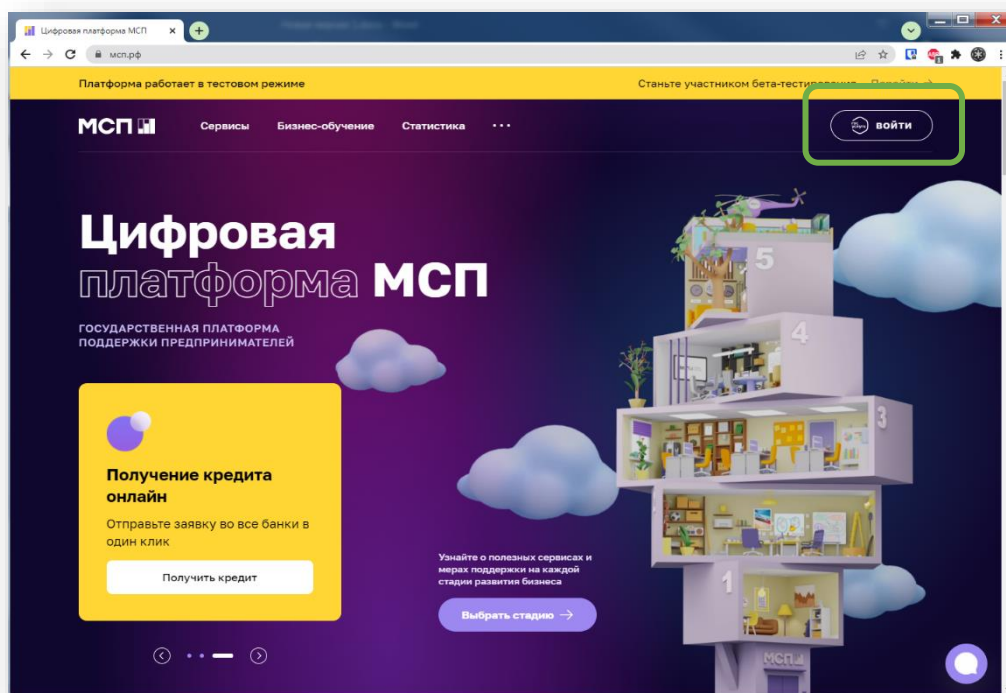 Цифровая платформа МСП
мсп.рф
Платформа работает в тестовом режиме
Станьте участником бета-тестирования Перейти →
МСП
Сервисы Бизнес-обучение Статистика ...
ВОЙТИ
Цифровая
платформа МСП
ГОСУДАРСТВЕННАЯ ПЛАТФОРМА
ПОДДЕРЖКИ ПРЕДПРИНИМАТЕЛЕЙ
Получение кредита
онлайн
Отправьте заявку во все банки в
один клик
Получить кредит
Узнайте о полезных сервисах и
мерах поддержки на каждой
стадии развития бизнеса
Выбрать стадию →
5
4
3
1
МСП